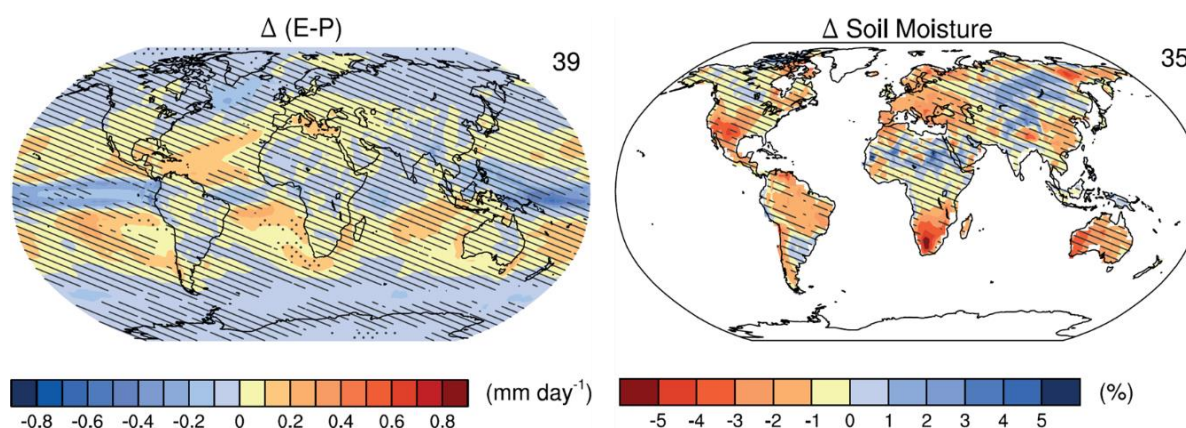 Δ (E-P)
39
-0.8 -0.6 -0.4 -0.2 0 0.2 0.4 0.6 0.8
(mm day⁻¹)
Δ Soil Moisture
35
-5 -4 -3 -2 -1 0 1 2 3 4 5
(%)